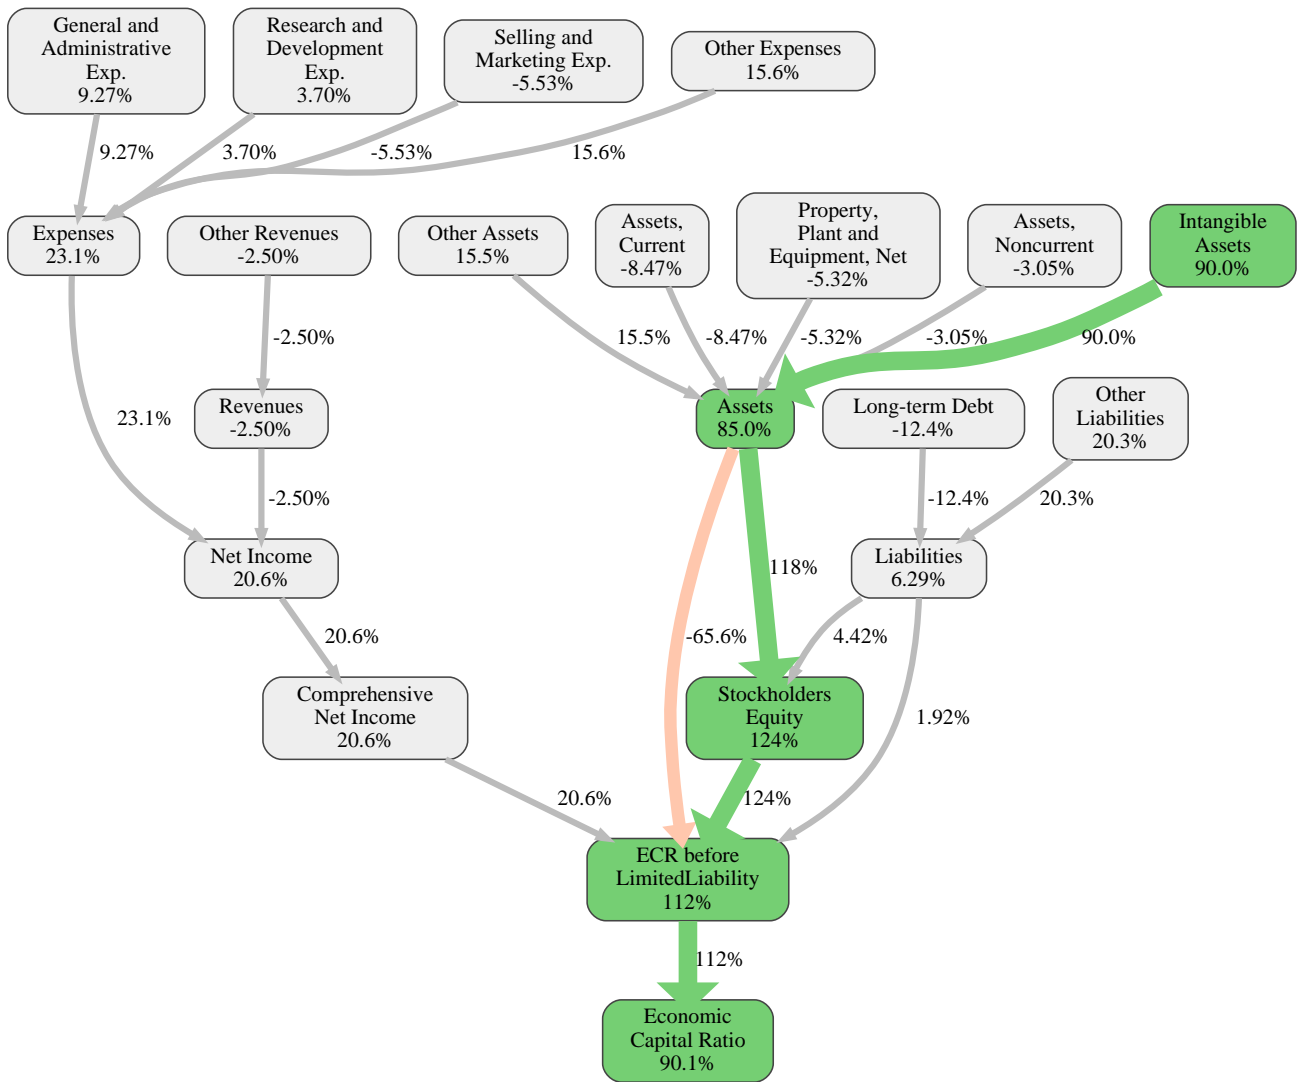 General and
Administrative
Exp.
9.27%
Research and
Development
Exp.
3.70%
Selling and
Marketing Exp.
-5.53%
Other Expenses
15.6%
9.27%
3.70%
-5.53%
15.6%
Expenses
23.1%
Other Revenues
-2.50%
Other Assets
15.5%
Assets,
Current
-8.47%
Property,
Plant and
Equipment, Net
-5.32%
Assets,
Noncurrent
-3.05%
Intangible
Assets
90.0%
-2.50%
15.5%
-8.47%
-5.32%
-3.05%
90.0%
23.1%
Revenues
-2.50%
Assets
85.0%
Long-term Debt
-12.4%
Other
Liabilities
20.3%
-2.50%
-12.4%
20.3%
Net Income
20.6%
118%
Liabilities
6.29%
20.6%
-65.6%
4.42%
Comprehensive
Net Income
20.6%
Stockholders
Equity
124%
1.92%
20.6%
124%
ECR before
LimitedLiability
112%
112%
Economic
Capital Ratio
90.1%